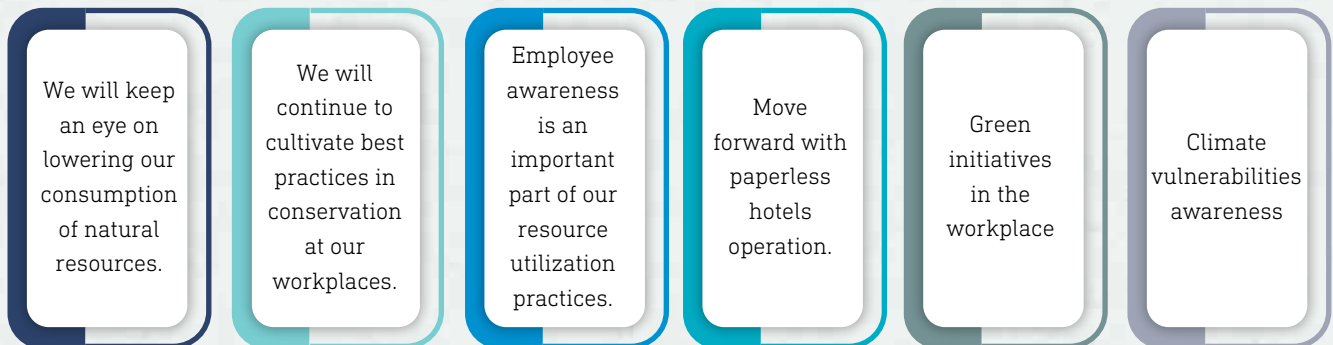 We will keep
an eye on
lowering our
consumption
of natural
resources.
We will
continue to
cultivate best
practices in
conservation
at our
workplaces.
Employee
awareness
is an
important
part of our
resource
utilization
practices.
Move
forward with
paperless
hotels
operation.
Green
initiatives
in the
workplace
Climate
vulnerabilities
awareness